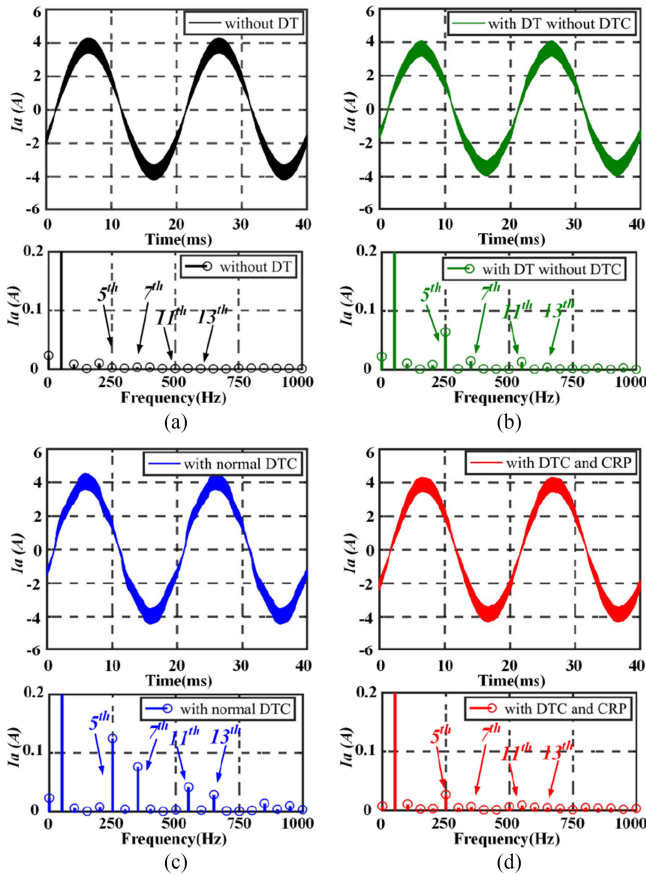 without DT
Ia (A)
6
4
2
0
-2
-4
-6
0 10 20 30 40
Time(ms)
without DT
Ia (A)
0.2
0.1
0
5th 7th 11th 13th
0 250 500 750 1000
Frequency(Hz)
(a)
with DT without DTC
Ia (A)
6
4
2
0
-2
-4
-6
0 10 20 30 40
Time(ms)
with DT without DTC
Ia (A)
0.2
0.1
0
5th 7th 11th 13th
0 250 500 750 1000
Frequency(Hz)
(b)
with normal DTC
Ia (A)
6
4
2
0
-2
-4
-6
0 10 20 30 40
Time(ms)
with normal DTC
Ia (A)
0.2
0.1
0
5th 7th 11th 13th
0 250 500 750 1000
Frequency(Hz)
(c)
with DTC and CRP
Ia (A)
6
4
2
0
-2
-4
-6
0 10 20 30 40
Time(ms)
with DTC and CRP
Ia (A)
0.2
0.1
0
5th 7th 11th 13th
0 250 500 750 1000
Frequency(Hz)
(d)